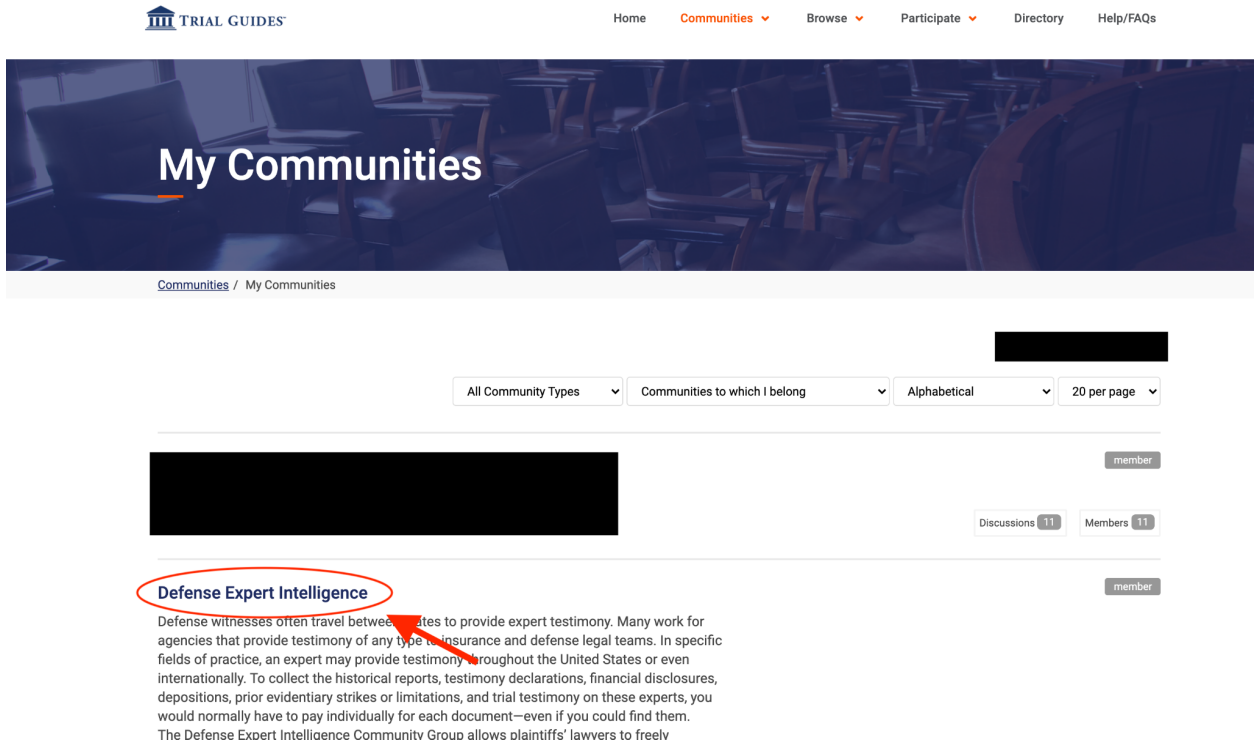 TRIAL GUIDES
Home Communities Browse Participate Directory Help/FAQs
My Communities
Communities / My Communities
All Community Types Communities to which I belong Alphabetical 20 per page
member
Discussions 11 Members 11
Defense Expert Intelligence member
Defense witnesses often travel between to provide expert testimony. Many work for
agencies that provide testimony of any type to insurance and defense legal teams. In specific
fields of practice, an expert may provide testimony throughout the United States or even
internationally. To collect the historical reports, testimony declarations, financial disclosures,
depositions, prior evidentiary strikes or limitations, and trial testimony on these experts, you
would normally have to pay individually for each document—even if you could find them.
The Defense Expert Intelligence Community Group allows plaintiffs’ lawyers to freely